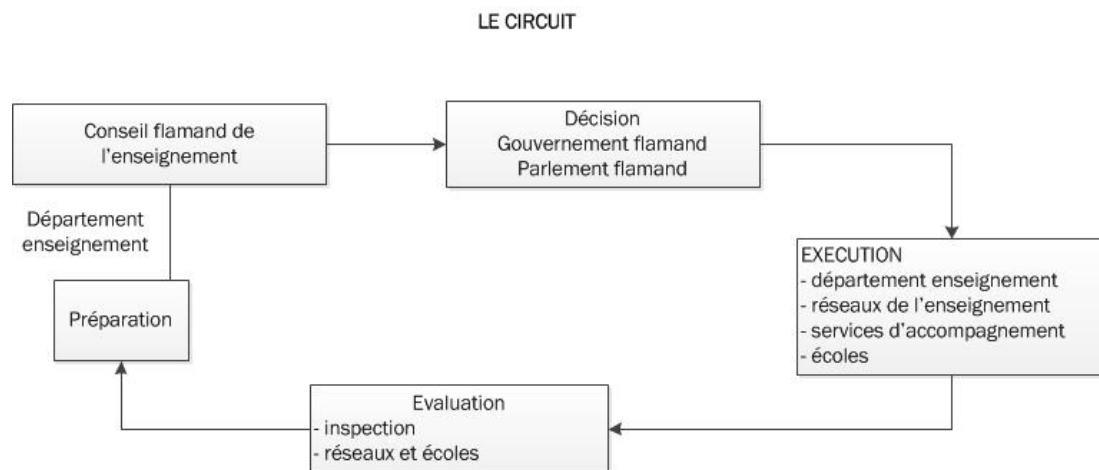 LE CIRCUIT
Conseil flamand de
l'enseignement
Décision
Gouvernement flamand
Parlement flamand
Département
enseignement
EXECUTION
- département enseignement
- réseaux de l'enseignement
- services d'accompagnement
- écoles
Préparation
Evaluation
- inspection
- réseaux et écoles